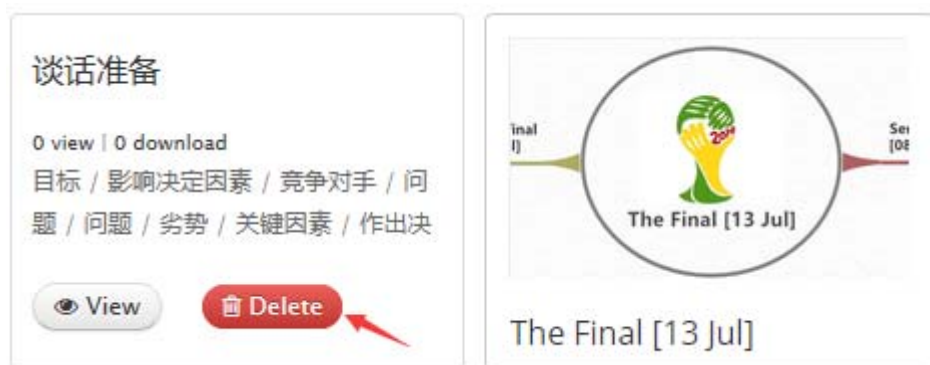 谈话准备
0 view | 0 download
目标 / 影响决定因素 / 竞争对手 / 问
题 / 问题 / 劣势 / 关键因素 / 作出决
View
Delete
2014
The Final [13 Jul]
The Final [13 Jul]